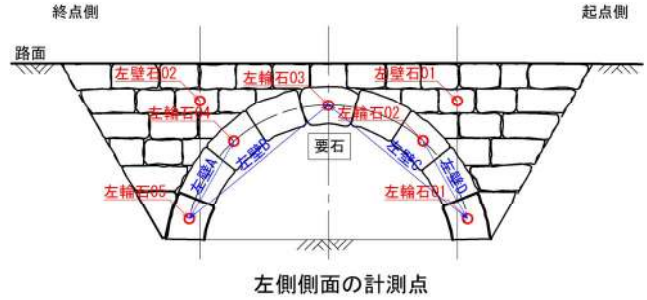 終点側
起点側
路面
左壁石02
左輪石03
左壁石01
左輪石04
左輪石02
要石
左壁A
左壁B
左壁C
左壁D
左輪石05
左輪石01
左側側面の計測点